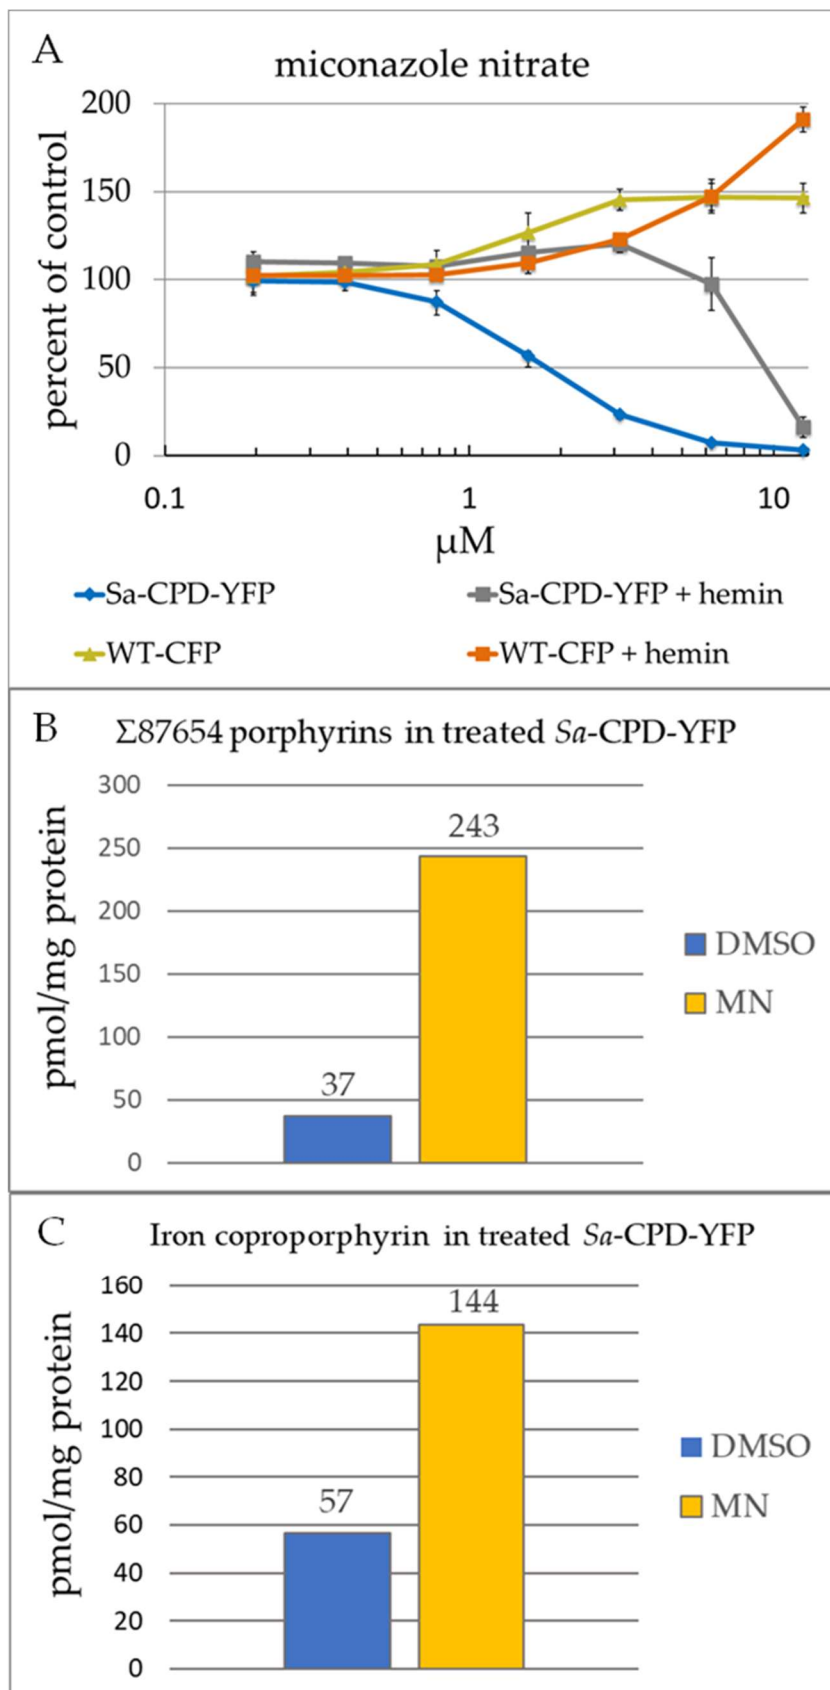 A
miconazole nitrate
percent of control
200
150
100
50
0
0.1 1 10
μM
Sa-CPD-YFP Sa-CPD-YFP + hemin
WT-CFP WT-CFP + hemin
B
Σ87654 porphyrins in treated Sa-CPD-YFP
pmol/mg protein
300
250
200
150
100
50
0
37
243
DMSO
MN
C
Iron coproporphyrin in treated Sa-CPD-YFP
pmol/mg protein
160
140
120
100
80
60
40
20
0
57
144
DMSO
MN